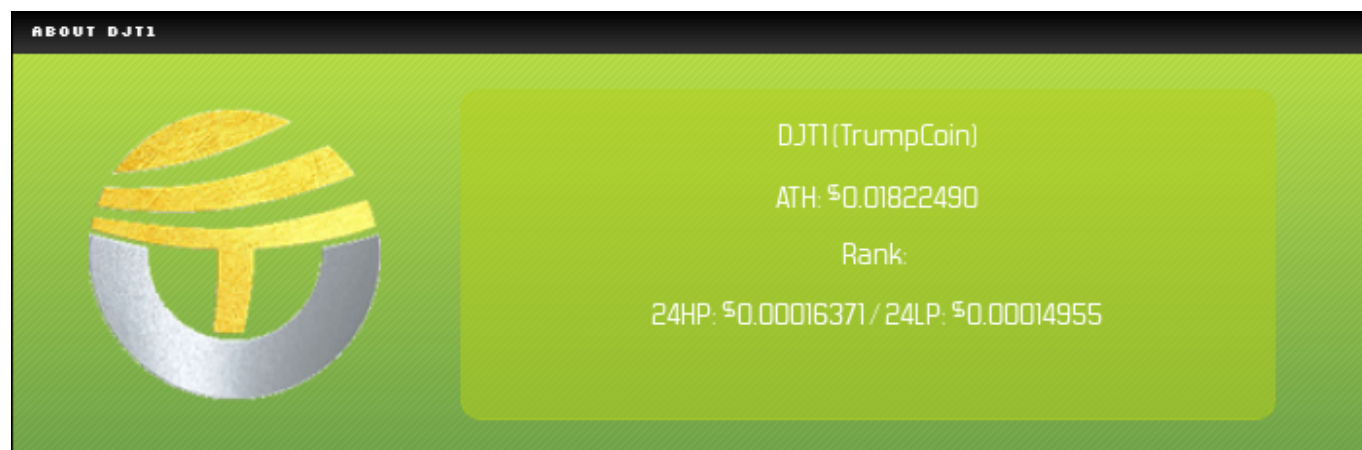 ABOUT DJT1
DJT1 (TrumpCoin)
ATH: $0.01822490
Rank:
24HP: $0.00016371 / 24LP: $0.00014955